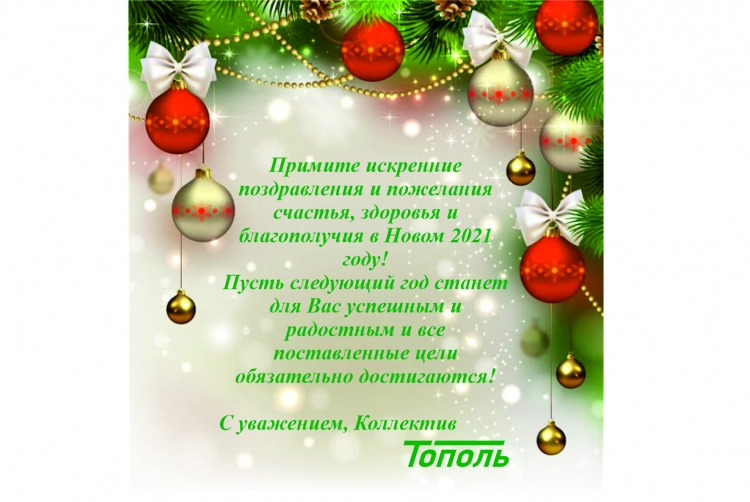 Примите искренние
поздравления и пожелания
счастья, здоровья и
благополучия в Новом 2021
году!
Пусть следующий год станет
для Вас успешным и
радостным и все
поставленные цели
обязательно достигаются!
С уважением, Коллектив
Тополь